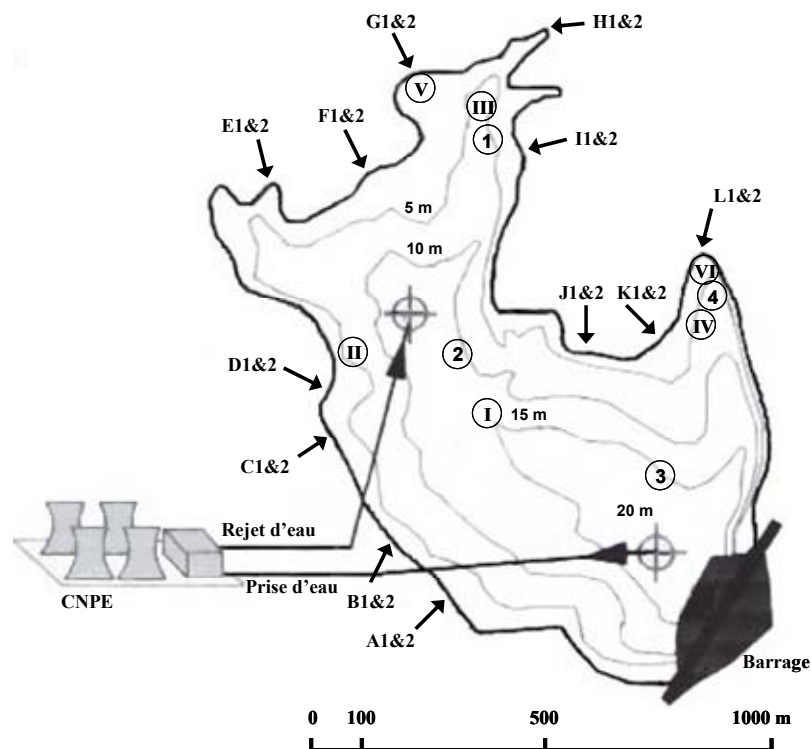 G1&2
H1&2
V
III
F1&2
E1&2
1
I1&2
L1&2
5 m
10 m
VI
J1&2
K1&2
4
IV
II
2
D1&2
I
15 m
C1&2
3
20 m
Rejet d’eau
Prise d’eau
CNPE
B1&2
A1&2
Barrage
0 100 500 1000 m